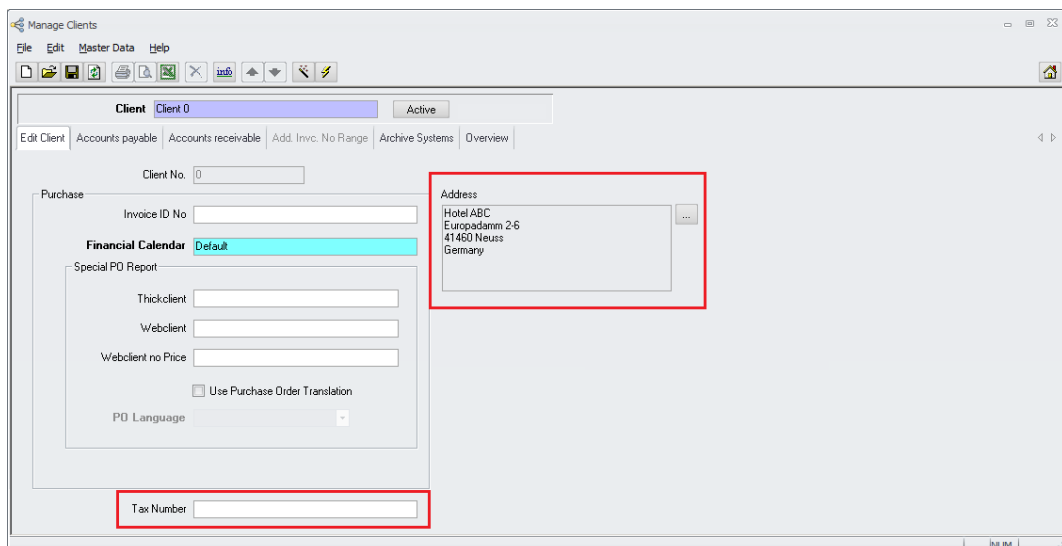 Manage Clients
File Edit Master Data Help
info
Client Client 0 Active
Edit Client Accounts payable Accounts receivable Add. Invc. No Range Archive Systems Overview
Client No. 0
Purchase
Invoice ID No
Financial Calendar Default
Special PO Report
Thickclient
Webclient
Webclient no Price
Use Purchase Order Translation
PO Language
Tax Number
Address
Hotel ABC
...
Europadamm 2-6
41460 Neuss
Germany
NUM